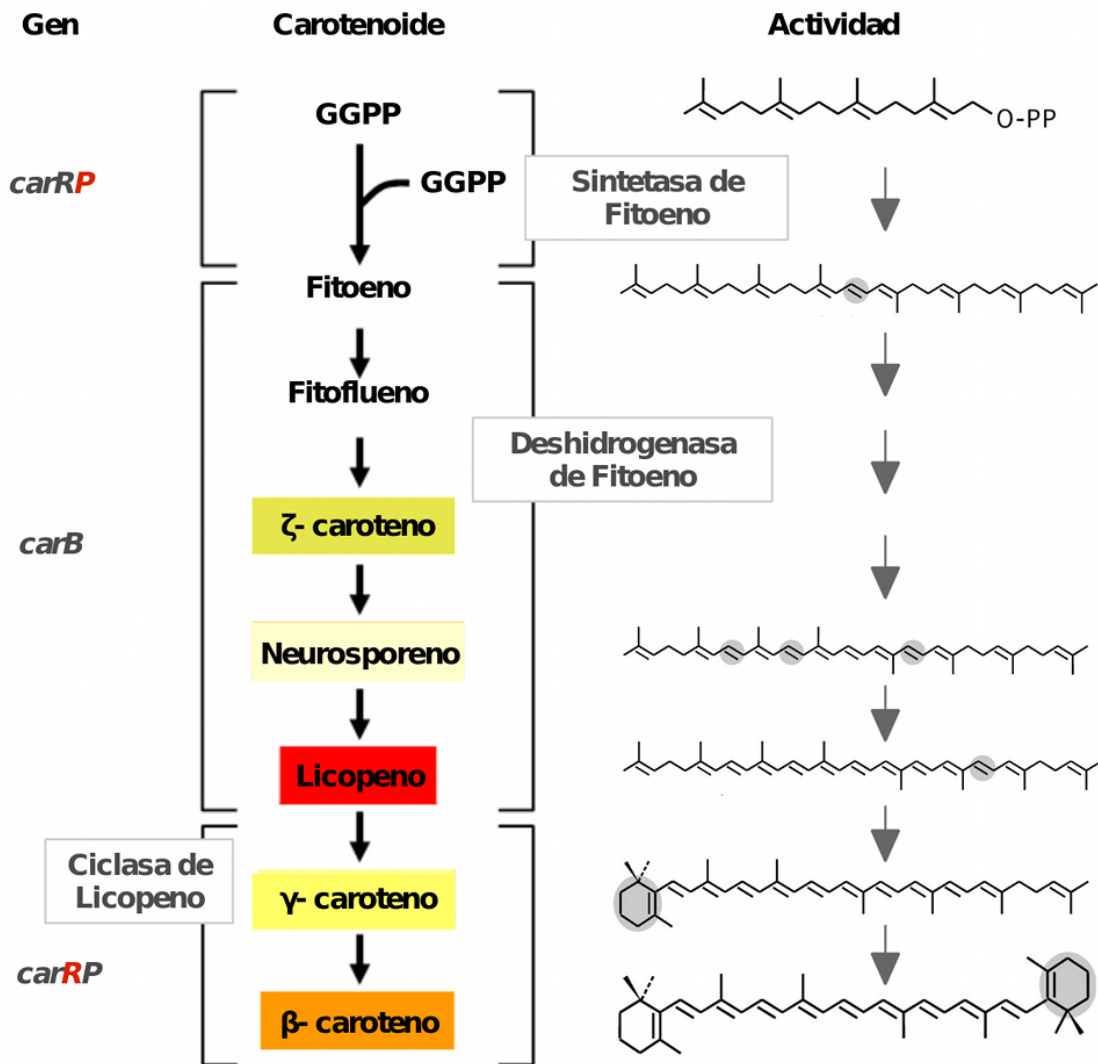 Gen Carotenoide Actividad
GGPP
O-PP
carRP
GGPP
Sintetasa de
Fitoeno
Fitoeno
Fitoflueno
Deshidrogenasa
de Fitoeno
ζ- caroteno
carB
Neurosporeno
Licopeno
Ciclasa de
Licopeno
γ- caroteno
carRP
β- caroteno